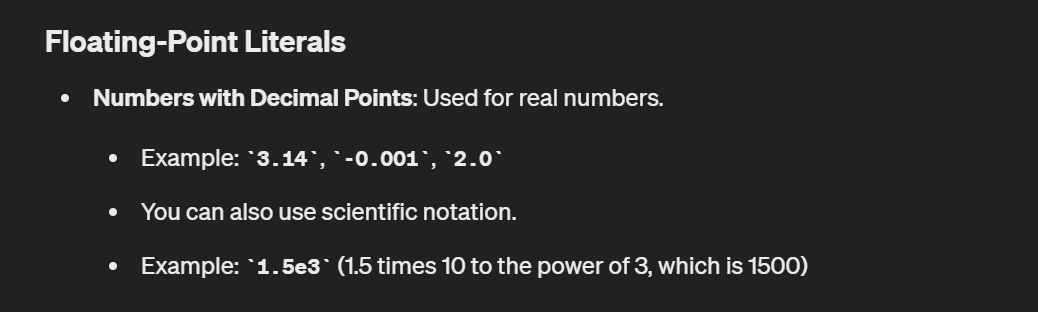 Floating-Point Literals
• Numbers with Decimal Points: Used for real numbers.
• Example: `3.14`, `-0.001`, `2.0`
• You can also use scientific notation.
• Example: `1.5e3` (1.5 times 10 to the power of 3, which is 1500)